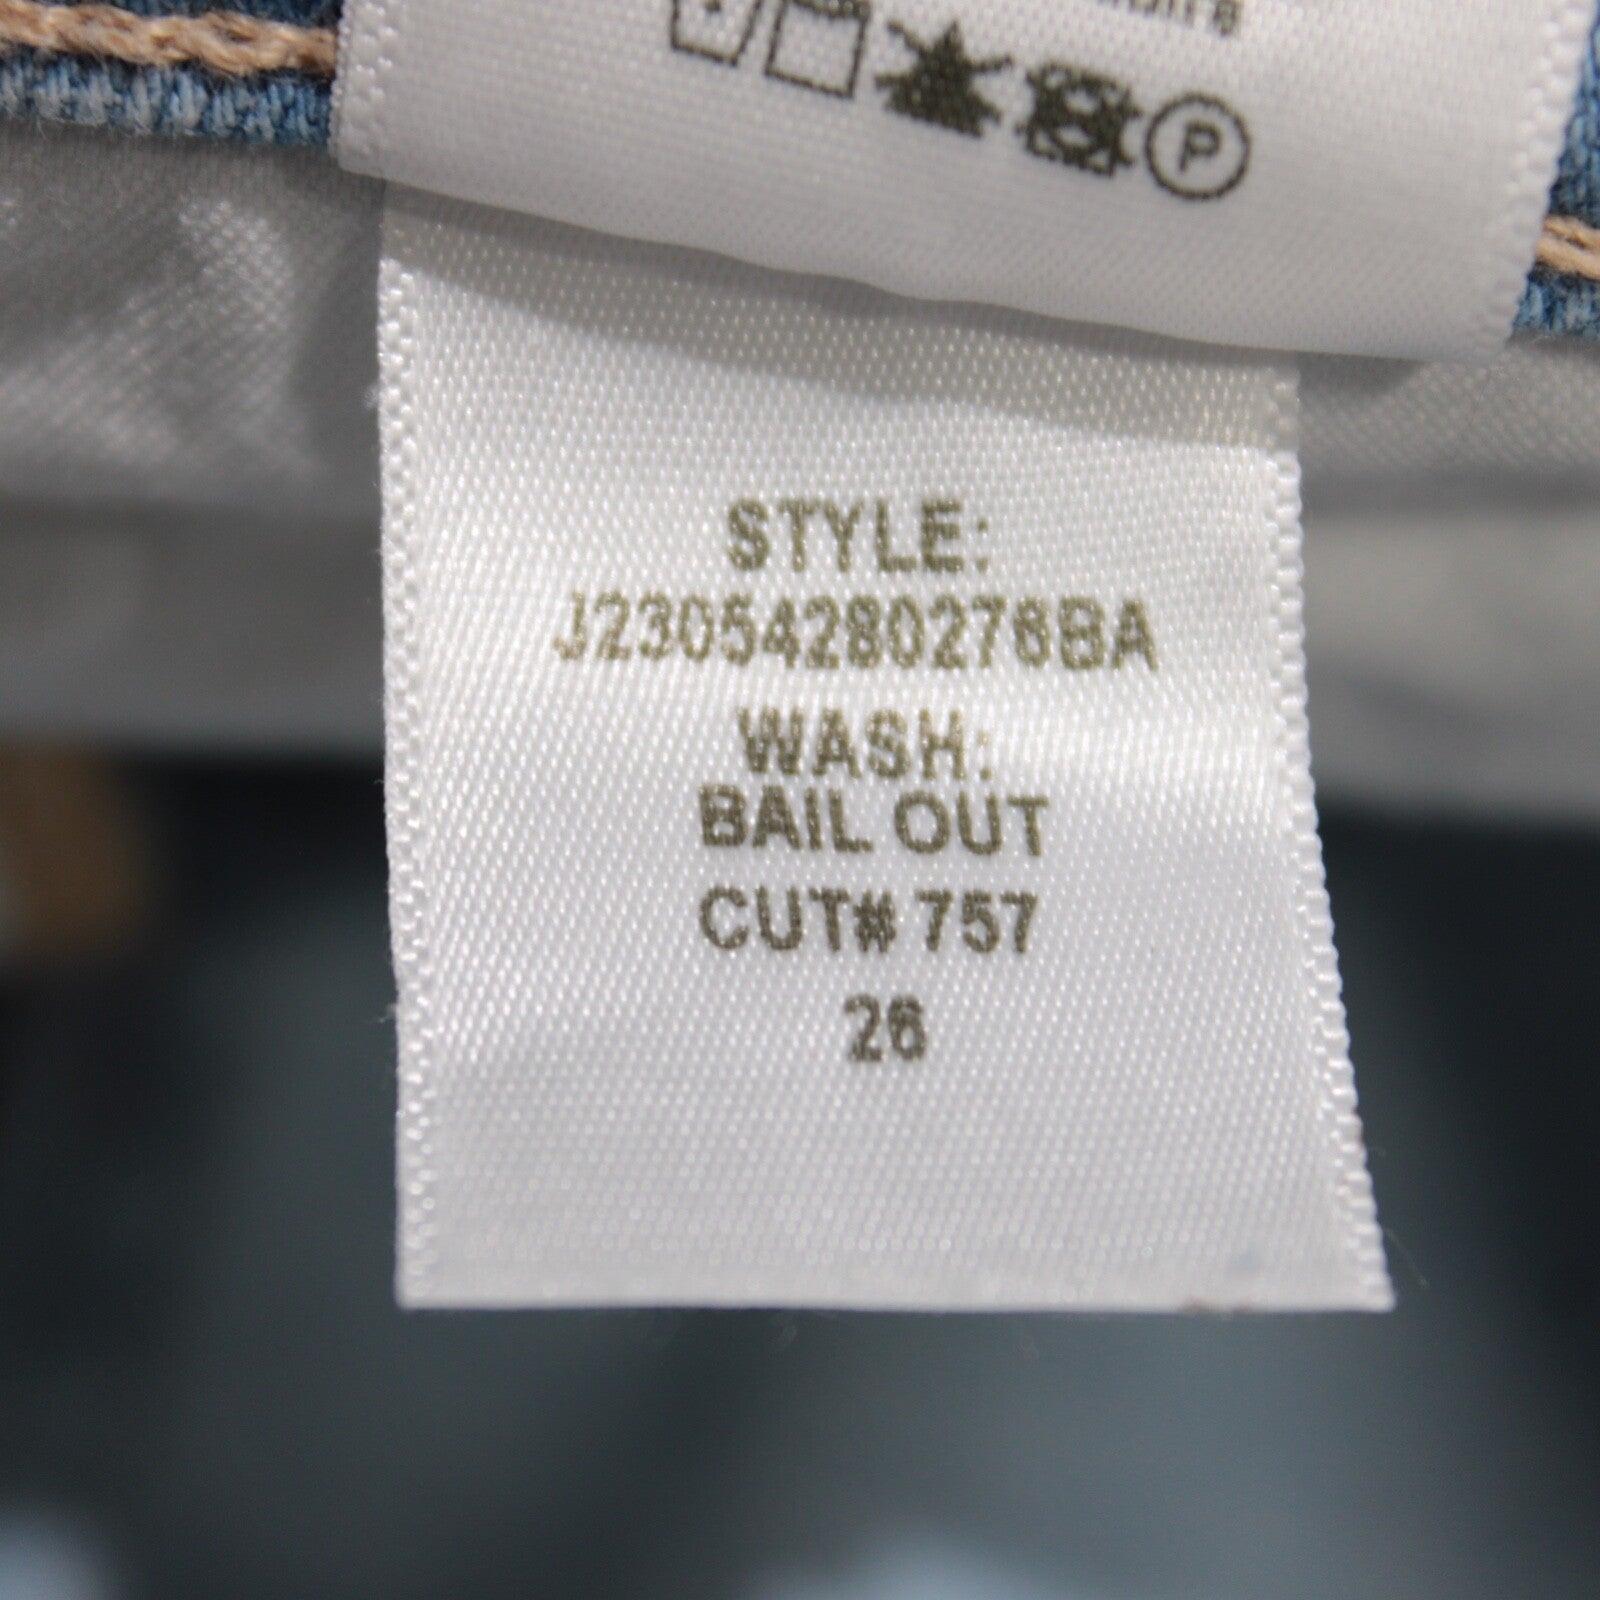 P
STYLE:
J23054280276BA
WASH:
BAIL OUT
CUT# 757
26